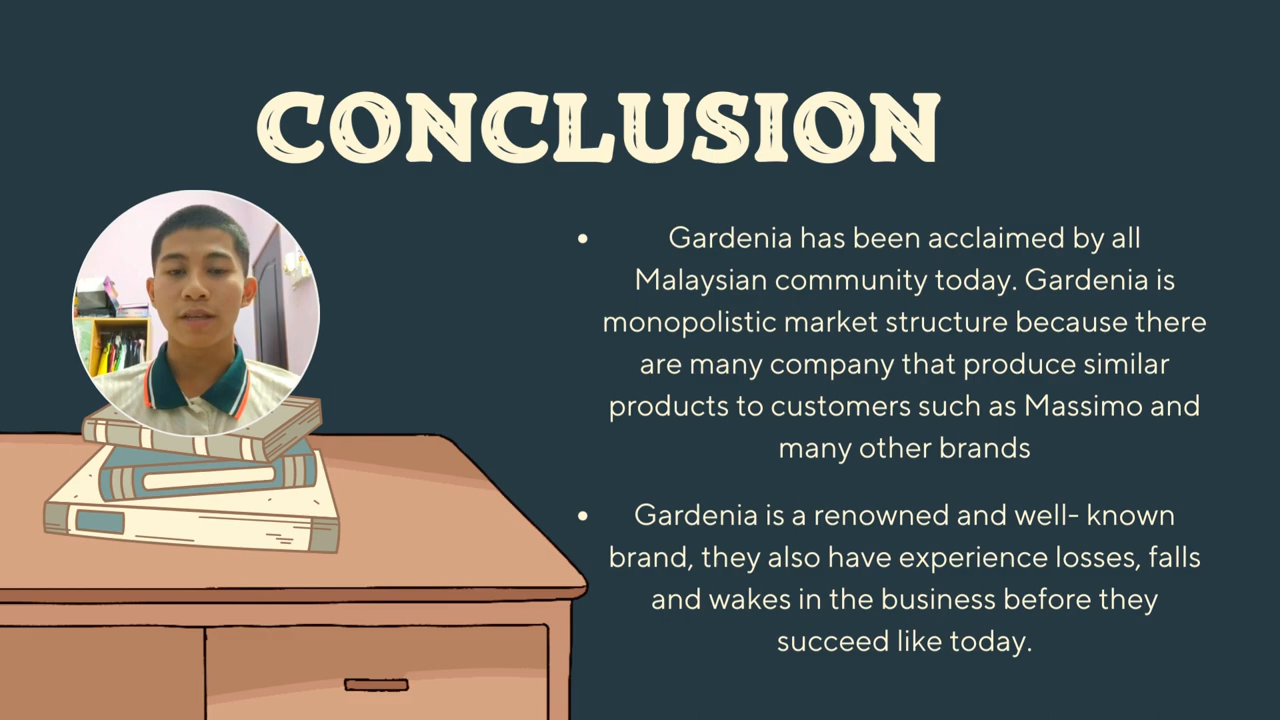 CONCLUSION
• Gardenia has been acclaimed by all
Malaysian community today. Gardenia is
monopolistic market structure because there
are many company that produce similar
products to customers such as Massimo and
many other brands
• Gardenia is a renowned and well- known
brand, they also have experience losses, falls
and wakes in the business before they
succeed like today.